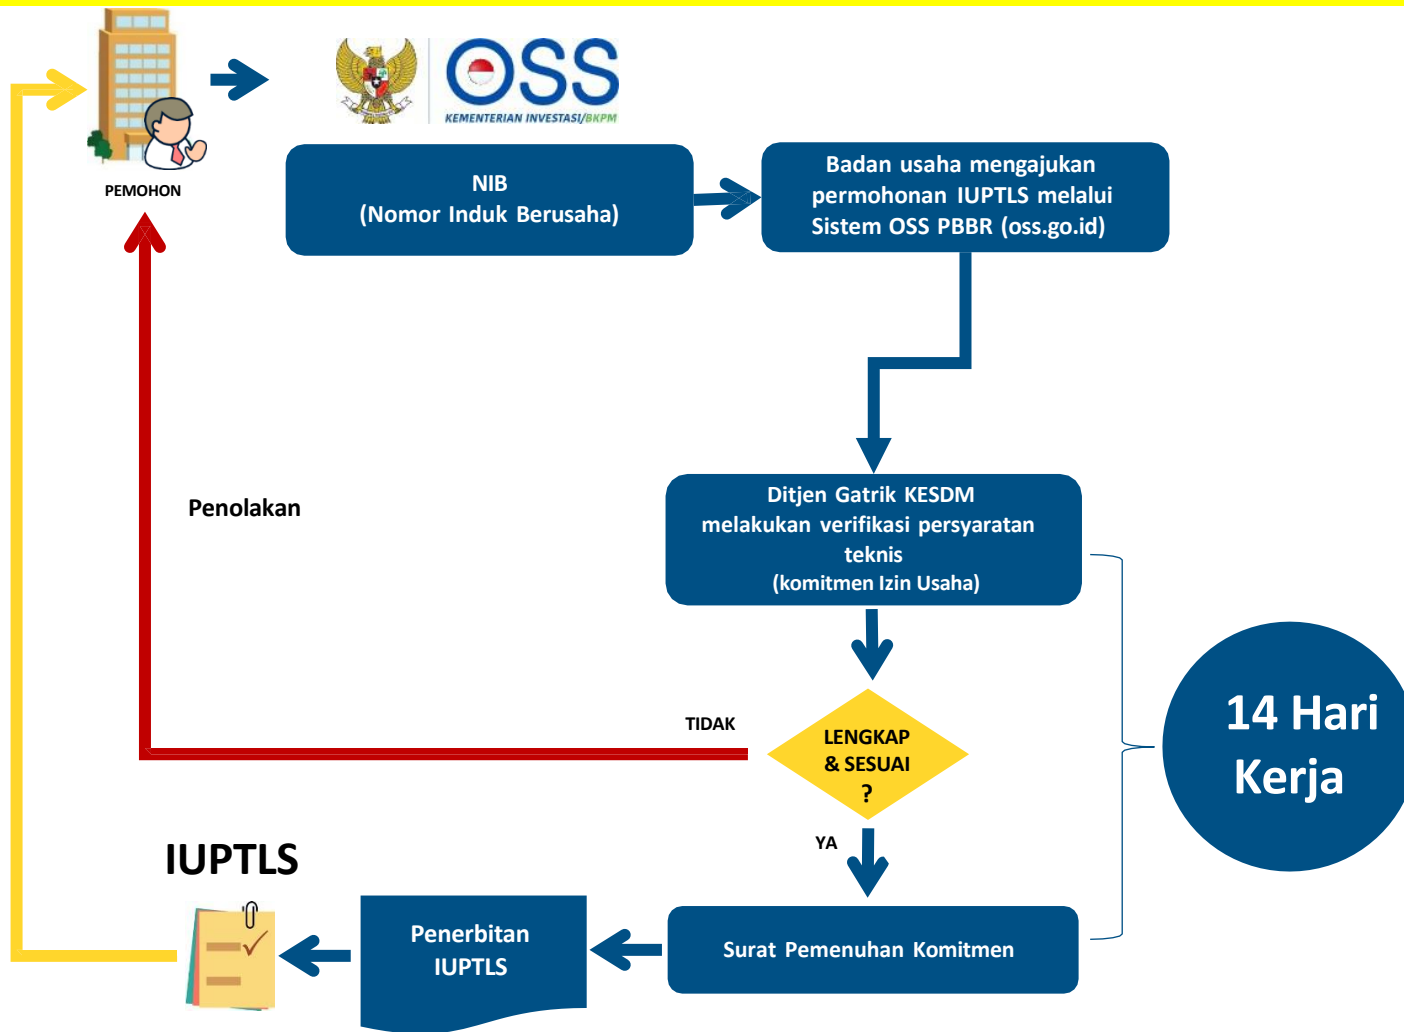 OSS
KEMENTERIAN INVESTASI/BKPM
PEMOHON
NIB
(Nomor Induk Berusaha)
Badan usaha mengajukan
permohonan IUPTLS melalui
Sistem OSS PBBR (oss.go.id)
Penolakan
Ditjen Gatrik KESDM
melakukan verifikasi persyaratan
teknis
(komitmen Izin Usaha)
TIDAK
LENGKAP
& SESUAI
?
14 Hari
Kerja
YA
IUPTLS
Penerbitan
IUPTLS
Surat Pemenuhan Komitmen